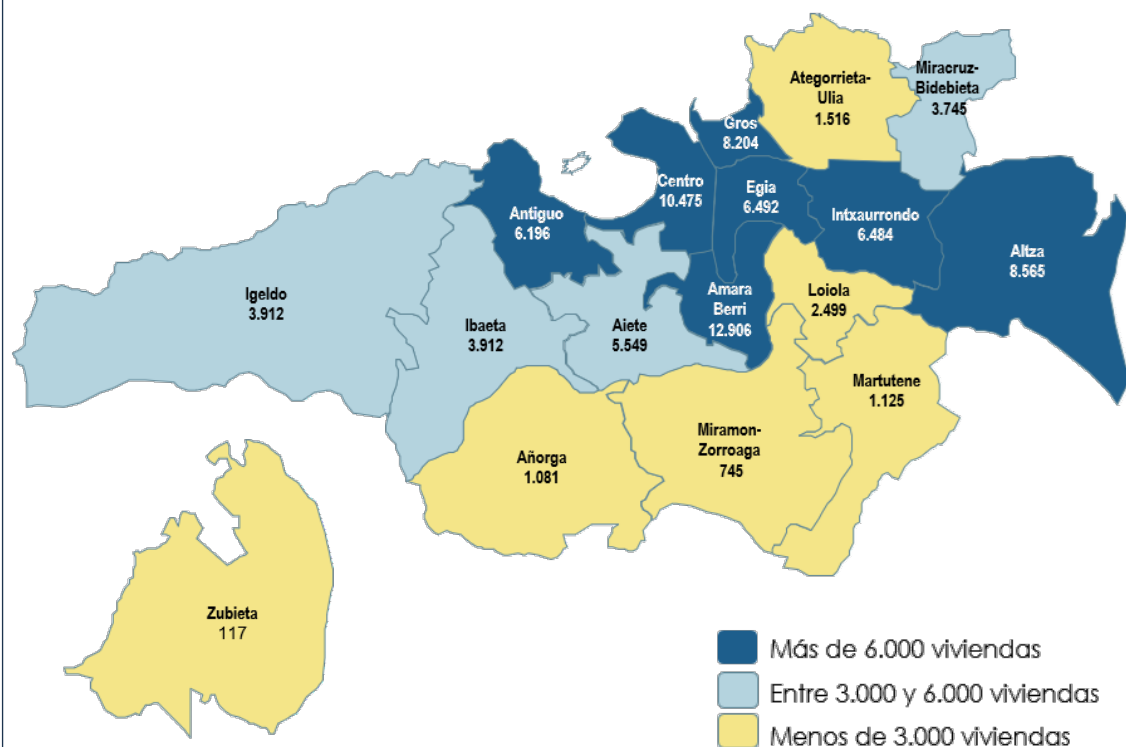 Ategorrieta-
Ulia
1.516
Miracruz-
Bidebieta
3.745
Gros
8.204
Centro
10.475
Egia
6.492
Antiguo
6.196
Intxaurrondo
6.484
Altza
8.565
Igeldo
3.912
Ibaeta
3.912
Aiete
5.549
Amara
Berri
12.906
Loiola
2.499
Martutene
1.125
Añorga
1.081
Miramon-
Zorroaga
745
Zubieta
117
Más de 6.000 viviendas
Entre 3.000 y 6.000 viviendas
Menos de 3.000 viviendas